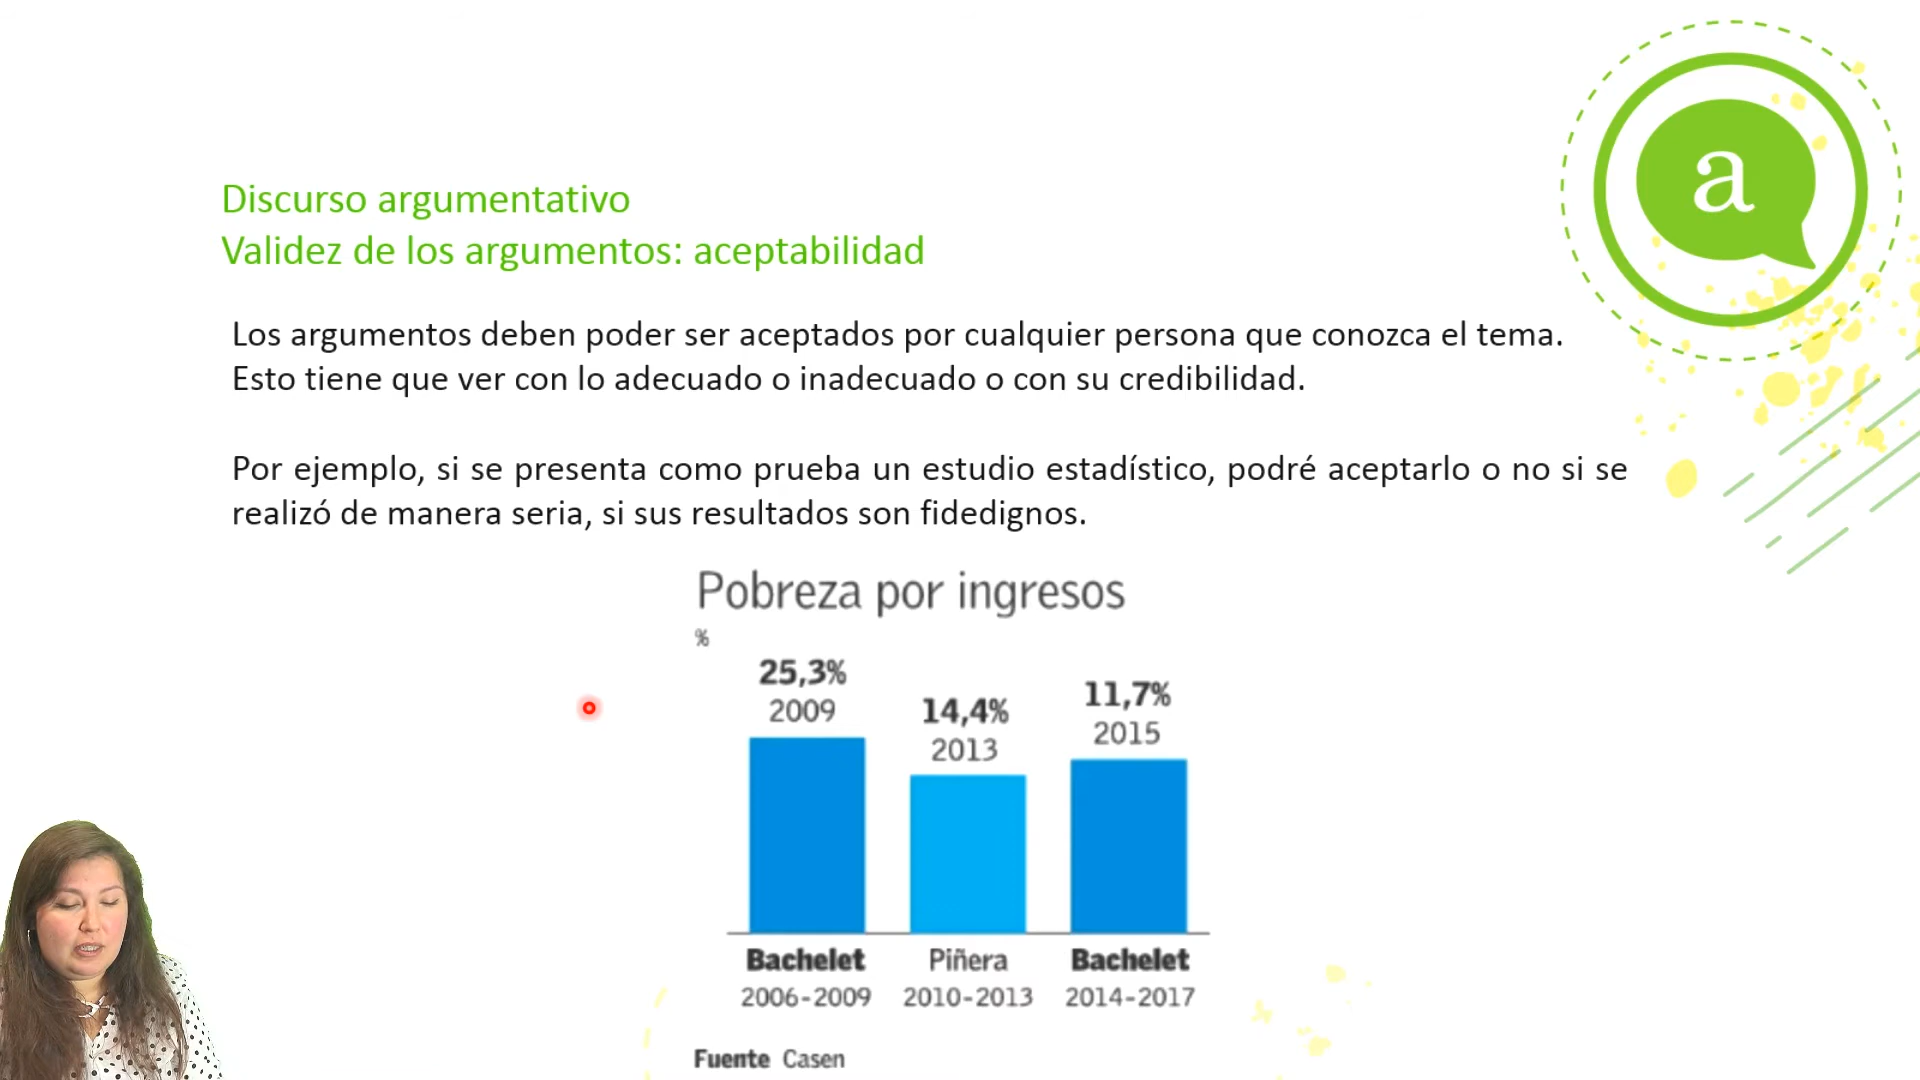 a
Discurso argumentativo
Validez de los argumentos: aceptabilidad
Los argumentos deben poder ser aceptados por cualquier persona que conozca el tema.
Esto tiene que ver con lo adecuado o inadecuado o con su credibilidad.
Por ejemplo, si se presenta como prueba un estudio estadístico, podré aceptarlo o no si se
realizó de manera seria, si sus resultados son fidedignos.
Pobreza por ingresos
%
25,3%
2009
14,4%
2013
11,7%
2015
Bachelet
2006-2009
Piñera
2010-2013
Bachelet
2014-2017
Fuente Casen